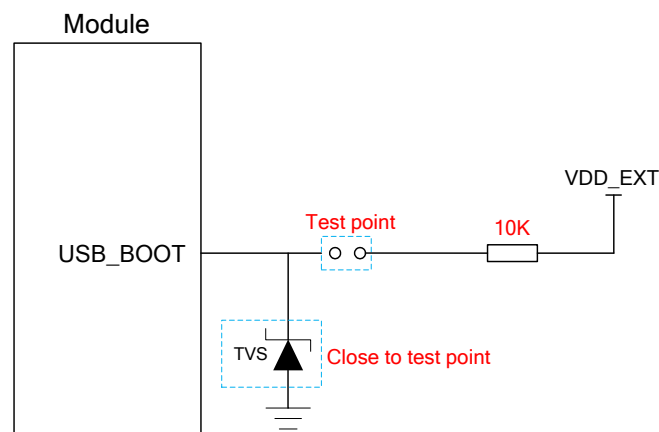 Module
VDD_EXT
Test point
10K
USB_BOOT
TVS
Close to test point